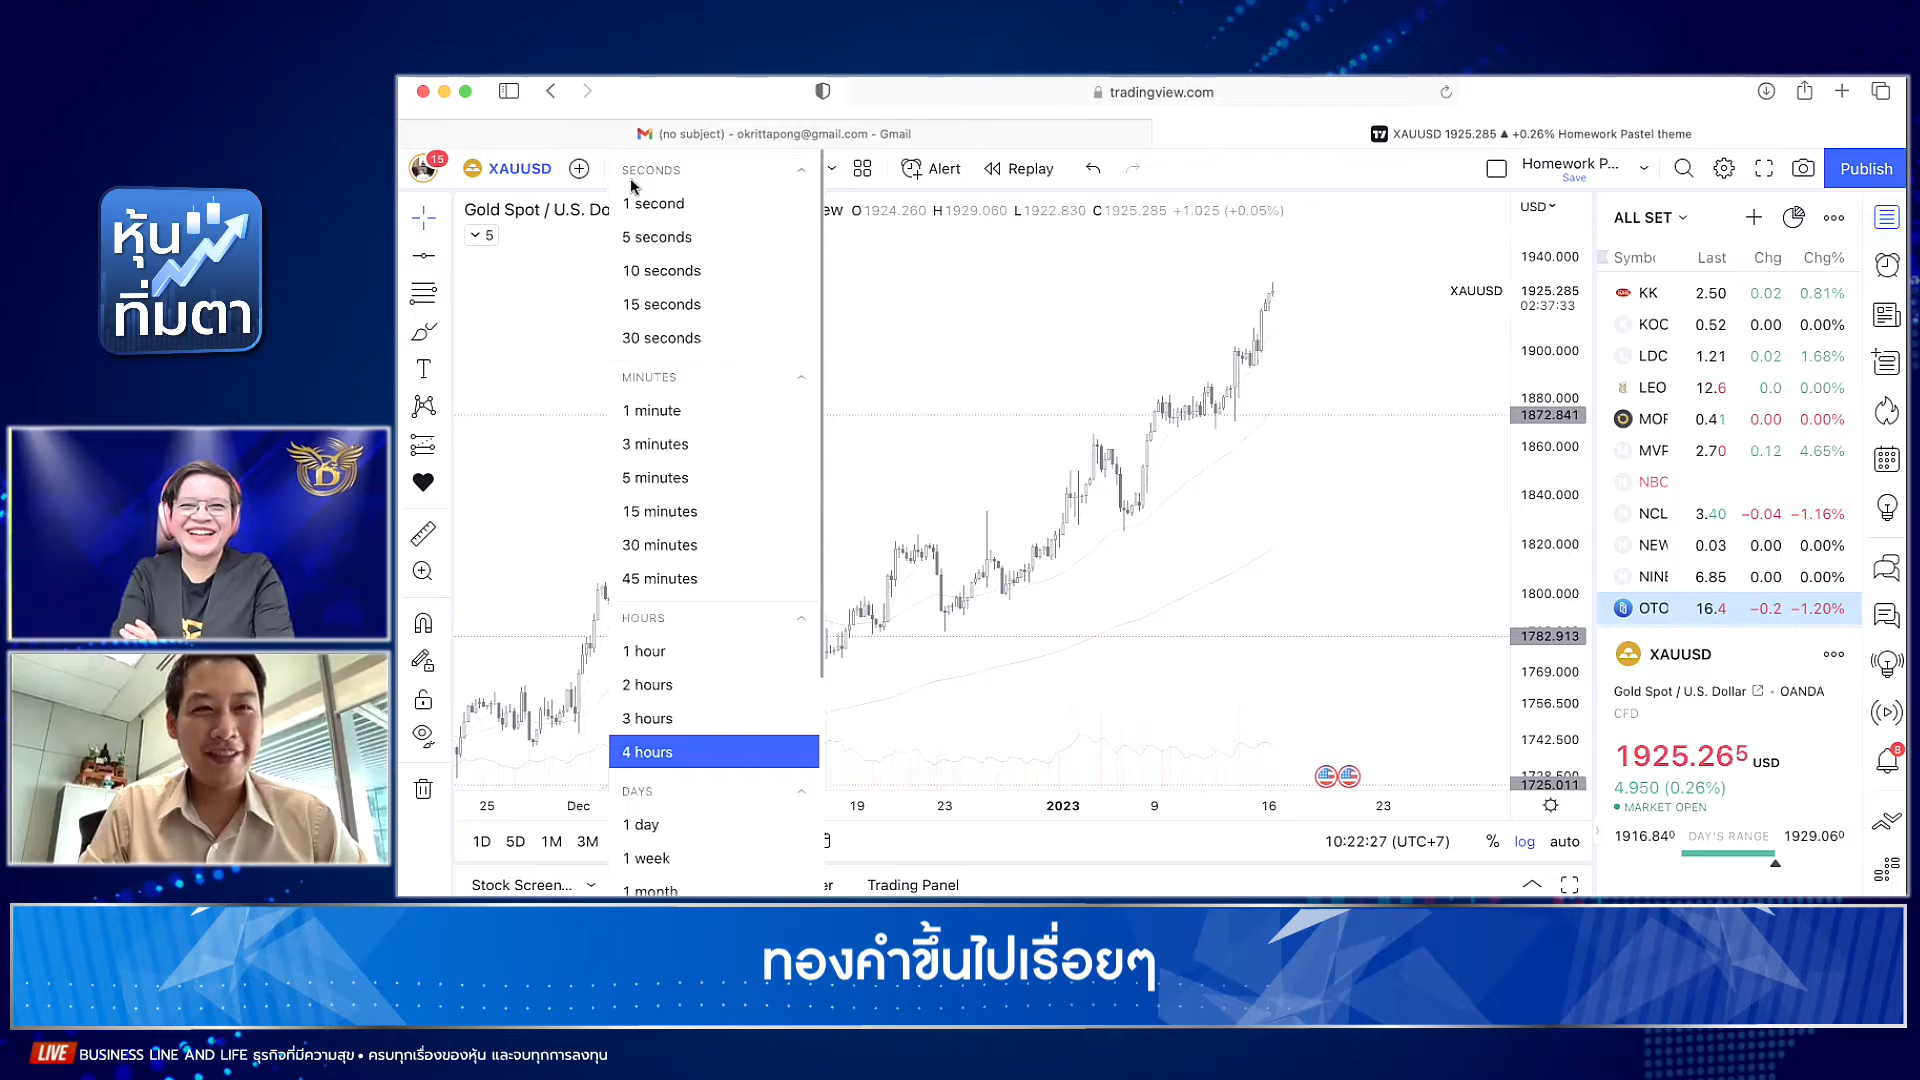 tradingview.com
(no subject) - okrittapong@gmail.com - Gmail
XAUUSD 1925.285 ▲ +0.26% Homework Pastel theme
15
XAUUSD
Alert
Replay
Homework P...
Save
Publish
หุ้น
ทิ่มตา
Gold Spot / U.S. Do
O1924.260 H1929.060 L1922.830 C1925.285 +1.025 (+0.05%)
5
SECONDS
1 second
5 seconds
10 seconds
15 seconds
30 seconds
MINUTES
1 minute
3 minutes
5 minutes
15 minutes
30 minutes
45 minutes
HOURS
1 hour
2 hours
3 hours
4 hours
DAYS
1 day
1 week
1 month
USD
1940.000
XAUUSD 1925.285
02:37:33
1900.000
1880.000
1872.841
1860.000
1840.000
1820.000
1800.000
1782.913
1769.000
1756.500
1742.500
1728.500
1725.011
25 Dec 19 23 2023 9 16 23
1D 5D 1M 3M
10:22:27 (UTC+7) % log auto
Stock Screen...
Trading Panel
ALL SET
Symbo Last Chg Chg%
KK 2.50 0.02 0.81%
KOC 0.52 0.00 0.00%
LDC 1.21 0.02 1.68%
LEO 12.6 0.0 0.00%
MOF 0.41 0.00 0.00%
MVF 2.70 0.12 4.65%
NBC
NCL 3.40 −0.04 −1.16%
NEW 0.03 0.00 0.00%
NINE 6.85 0.00 0.00%
OTO 16.4 −0.2 −1.20%
XAUUSD
Gold Spot / U.S. Dollar • OANDA
CFD
1925.265 USD
4.950 (0.26%)
MARKET OPEN
1916.840 DAY'S RANGE 1929.060
8
ทองคำขึ้นไปเรื่อยๆ
LIVE BUSINESS LINE AND LIFE ธุรกิจที่มีความสุข • ครบทุกเรื่องของหุ้น และจบทุกการลงทุน